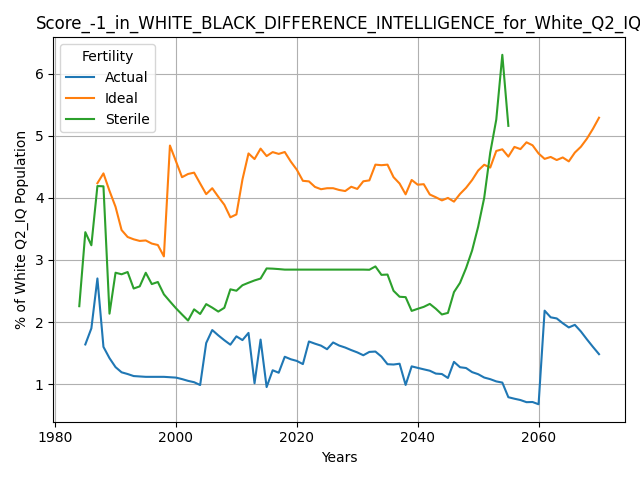 Score_-1_in_WHITE_BLACK_DIFFERENCE_INTELLIGENCE_for_White_Q2_IQ
Fertility
Actual
Ideal
Sterile
% of White Q2_IQ Population
6
5
4
3
2
1
1980
2000
2020
2040
2060
Years